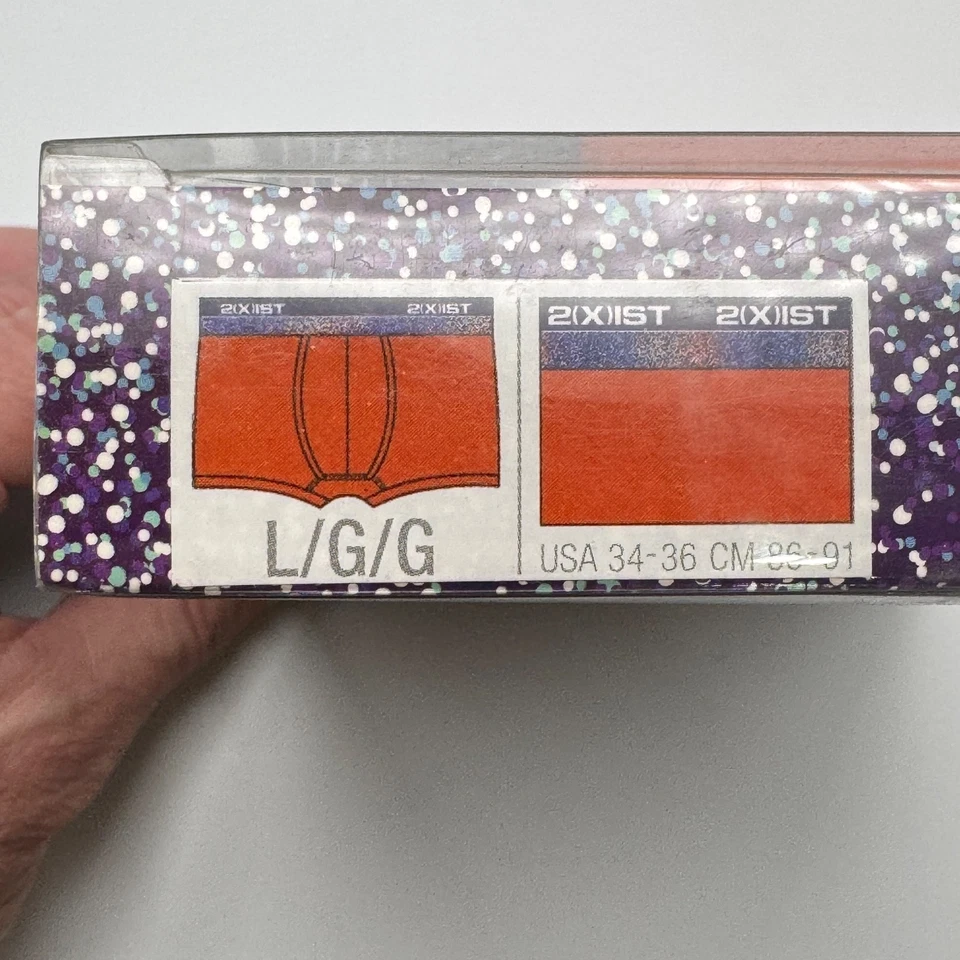 2(X)IST 2(X)IST
L/G/G
2(X)IST 2(X)IST
USA 34-36 CM 86-91